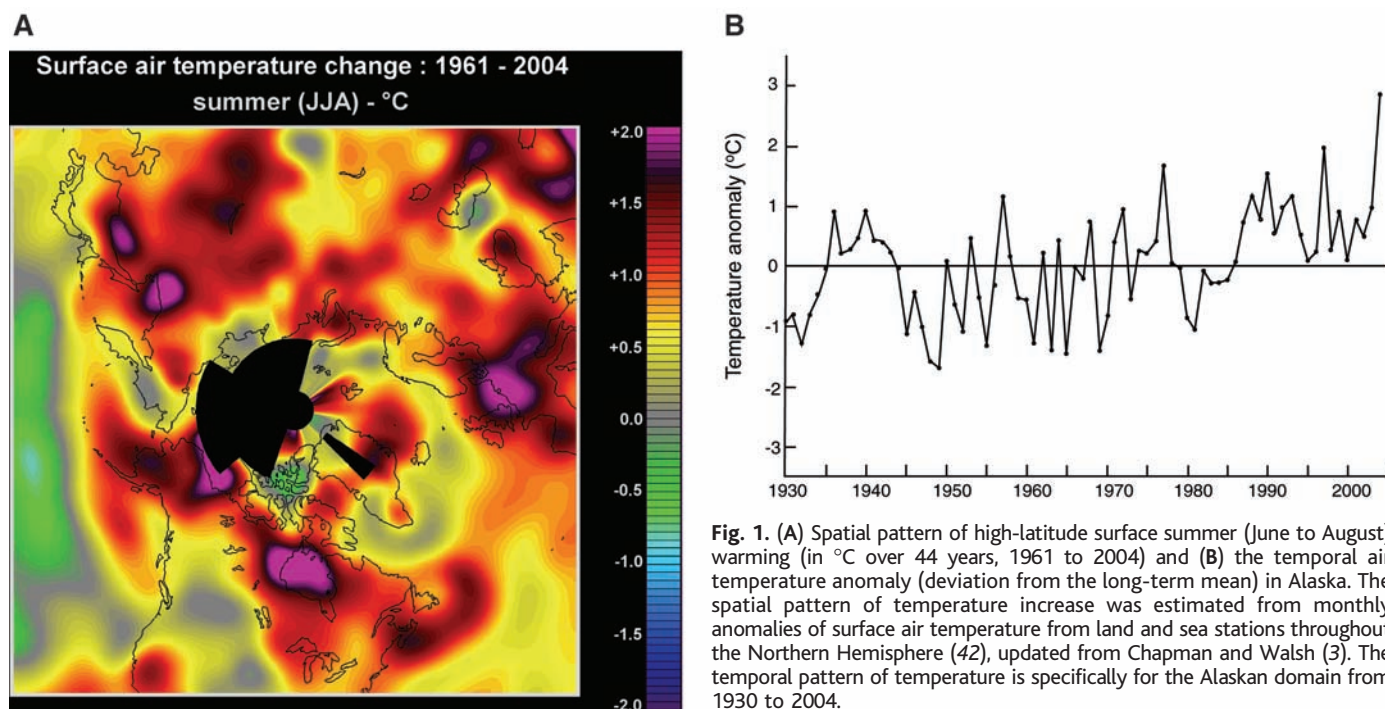 A
Surface air temperature change : 1961 - 2004
summer (JJA) - °C
+2.0
+1.5
+1.0
+0.5
0.0
-0.5
-1.0
-1.5
-2.0
B
Temperature anomaly (ºC)
3
2
1
0
-1
-2
-3
1930 1940 1950 1960 1970 1980 1990 2000
Fig. 1. (A) Spatial pattern of high-latitude surface summer (June to August)
warming (in °C over 44 years, 1961 to 2004) and (B) the temporal air
temperature anomaly (deviation from the long-term mean) in Alaska. The
spatial pattern of temperature increase was estimated from monthly
anomalies of surface air temperature from land and sea stations throughout
the Northern Hemisphere (42), updated from Chapman and Walsh (3). The
temporal pattern of temperature is specifically for the Alaskan domain from
1930 to 2004.